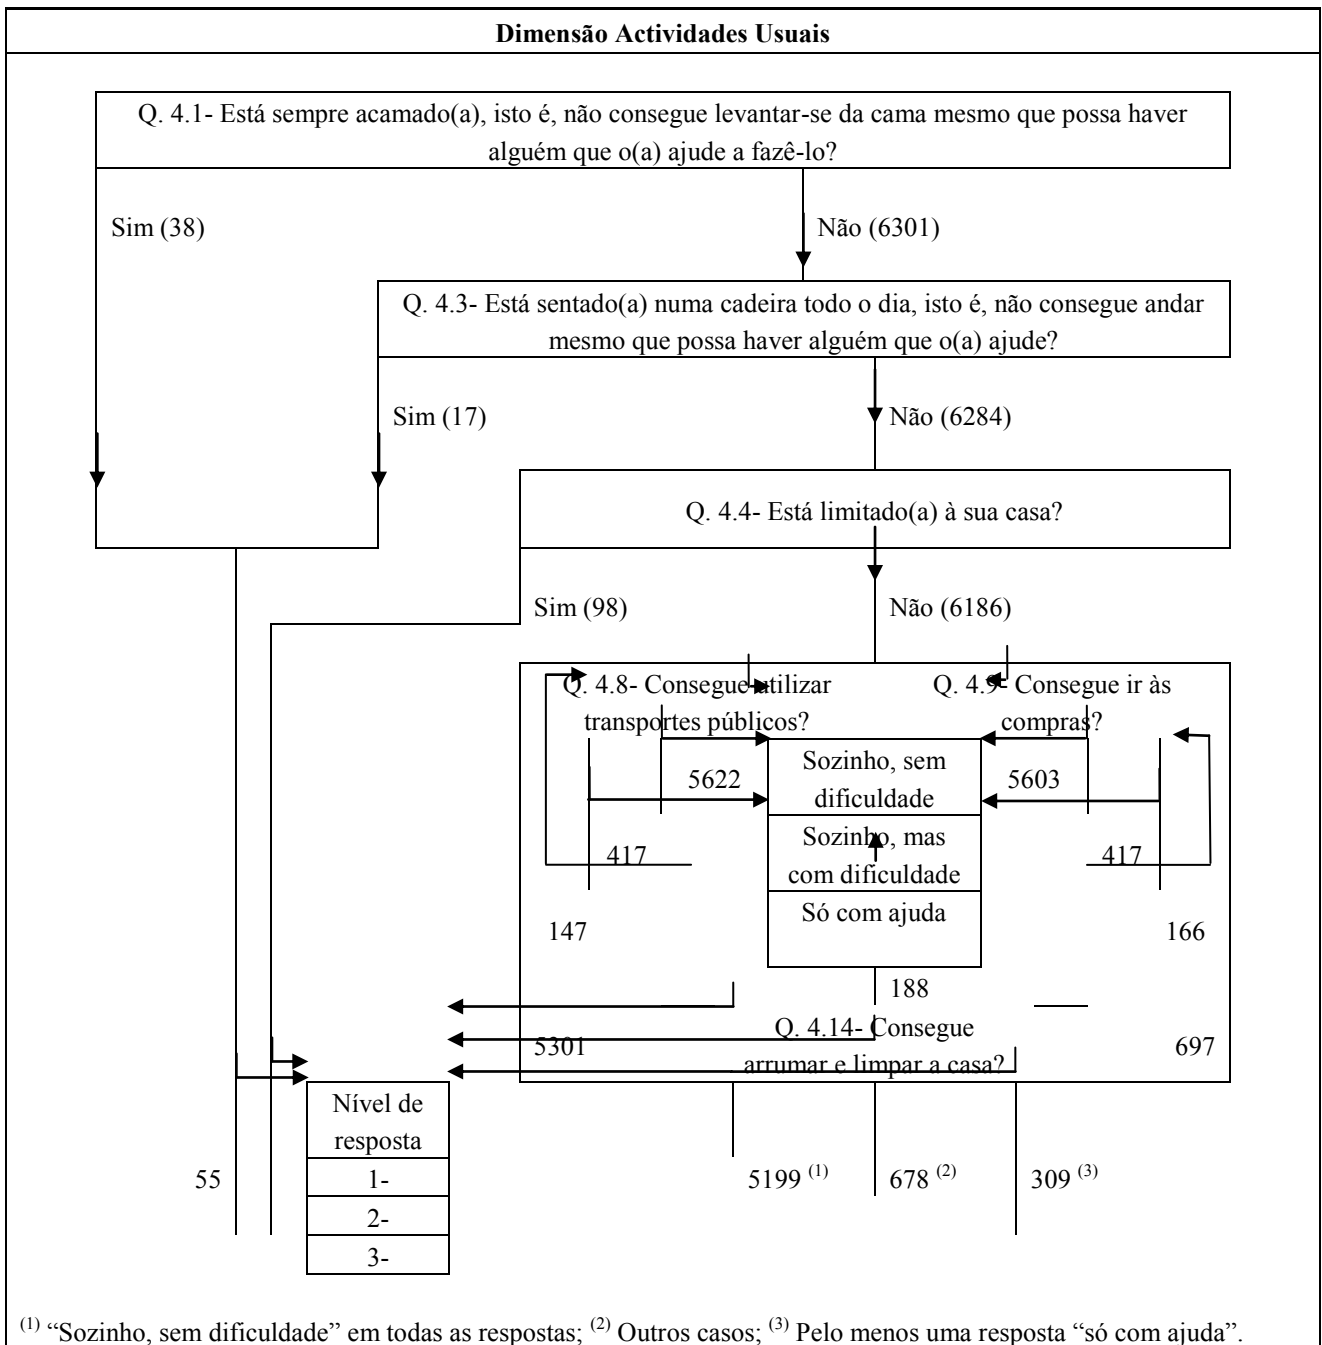 Dimensão Actividades Usuais
Q. 4.1- Está sempre acamado(a), isto é, não consegue levantar-se da cama mesmo que possa haver
alguém que o(a) ajude a fazê-lo?
Sim (38)
Não (6301)
Q. 4.3- Está sentado(a) numa cadeira todo o dia, isto é, não consegue andar
mesmo que possa haver alguém que o(a) ajude?
Sim (17)
Não (6284)
Q. 4.4- Está limitado(a) à sua casa?
Sim (98)
Não (6186)
Q. 4.8- Consegue utilizar
transportes públicos?
Q. 4.9- Consegue ir às
compras?
5622
Sozinho, sem
dificuldade
5603
417
Sozinho, mas
com dificuldade
417
147
Só com ajuda
166
188
5301
Q. 4.14- Consegue
arrumar e limpar a casa?
697
Nível de
resposta
55
1-
2-
3-
5199 (1)
678 (2)
309 (3)
(1) “Sozinho, sem dificuldade” em todas as respostas; (2) Outros casos; (3) Pelo menos uma resposta “só com ajuda”.